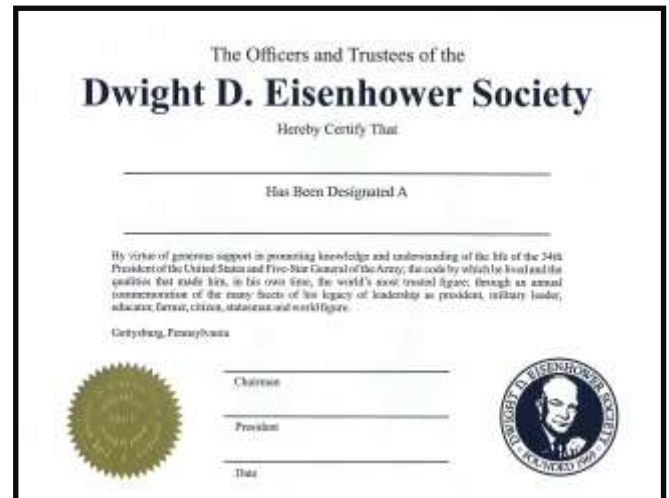 The Officers and Trustees of the
Dwight D. Eisenhower Society
Hereby Certify That
Has Been Designated A
By virtue of generous support in promoting knowledge and understanding of the life of the 34th
President of the United States and Five-Star General of the Army; the code by which he lived and the
qualities that made him, in his own time, the world's most trusted figure; through an annual
commemoration of the many facets of his legacy of leadership as president, military leader,
educator, farmer, citizen, statesman and world figure.
Gettysburg, Pennsylvania
Chairman
President
Date
DWIGHT D. EISENHOWER SOCIETY
FOUNDED 1969